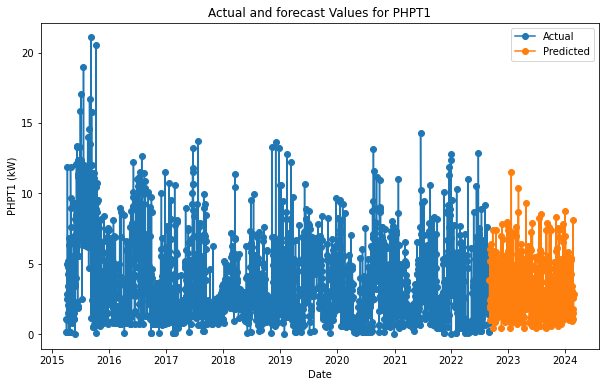 Actual and forecast Values for PHPT1
Actual
Predicted
PHPT1 (kW)
20
15
10
5
0
2015 2016 2017 2018 2019 2020 2021 2022 2023 2024
Date